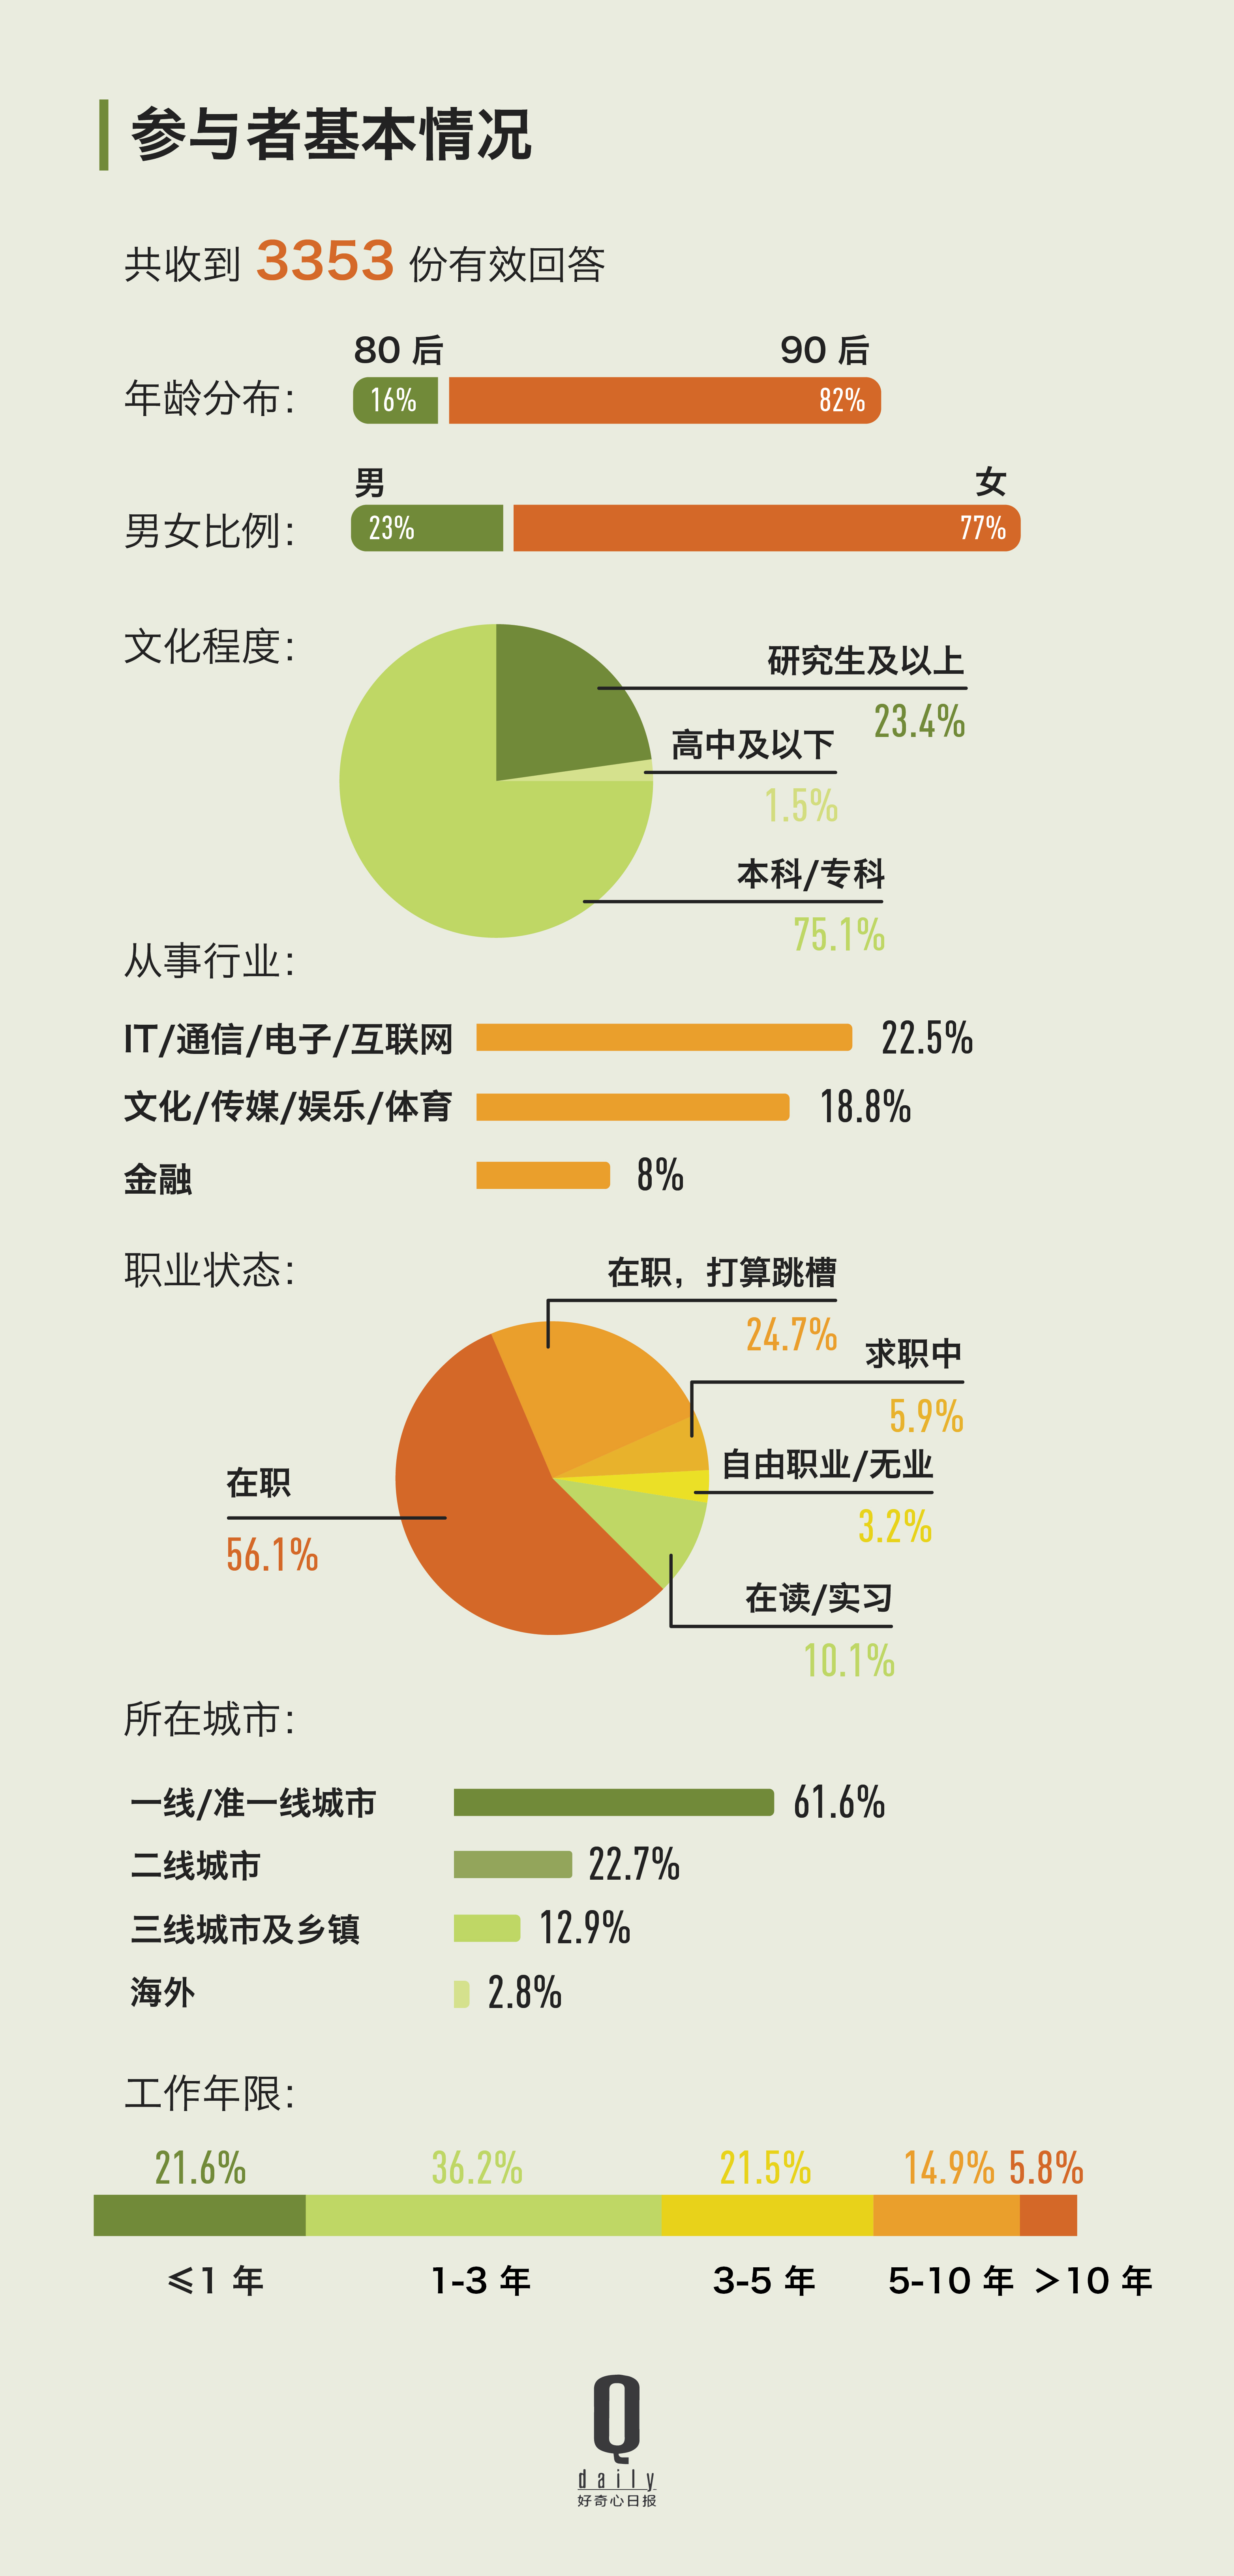 参与者基本情况
共收到 3353 份有效回答
80 后 90 后
年龄分布：
16% 82%
男 女
男女比例：
23% 77%
文化程度：
研究生及以上
23.4%
高中及以下
1.5%
本科/专科
75.1%
从事行业：
IT/通信/电子/互联网 22.5%
文化/传媒/娱乐/体育 18.8%
金融 8%
职业状态：
在职，打算跳槽
24.7%
求职中
5.9%
自由职业/无业
3.2%
在职
56.1%
在读/实习
10.1%
所在城市：
一线/准一线城市 61.6%
二线城市 22.7%
三线城市及乡镇 12.9%
海外 2.8%
工作年限：
21.6% 36.2% 21.5% 14.9% 5.8%
≤1 年 1-3 年 3-5 年 5-10 年 >10 年
Q
daily
好奇心日报